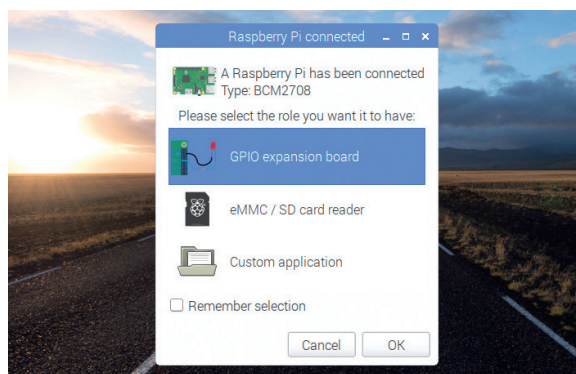 Raspberry Pi connected
A Raspberry Pi has been connected
Type: BCM2708
Please select the role you want it to have:
GPIO expansion board
eMMC / SD card reader
Custom application
Remember selection
Cancel OK